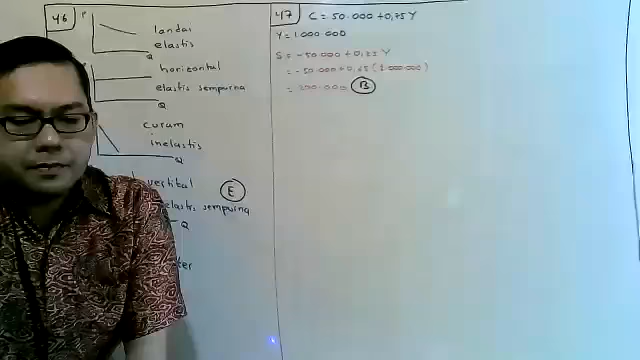 46
P
landai
elastis
Q
horizontal
elastis sempurna
Q
curam
inelastis
Q
vertikal
E
elastis sempurna
Q
ter
47 C = 50.000 + 0,75 Y
Y = 1.000.000
S = -50.000 + 0,25 Y
= -50.000 + 0,25 (1.000.000)
= 200.000 B